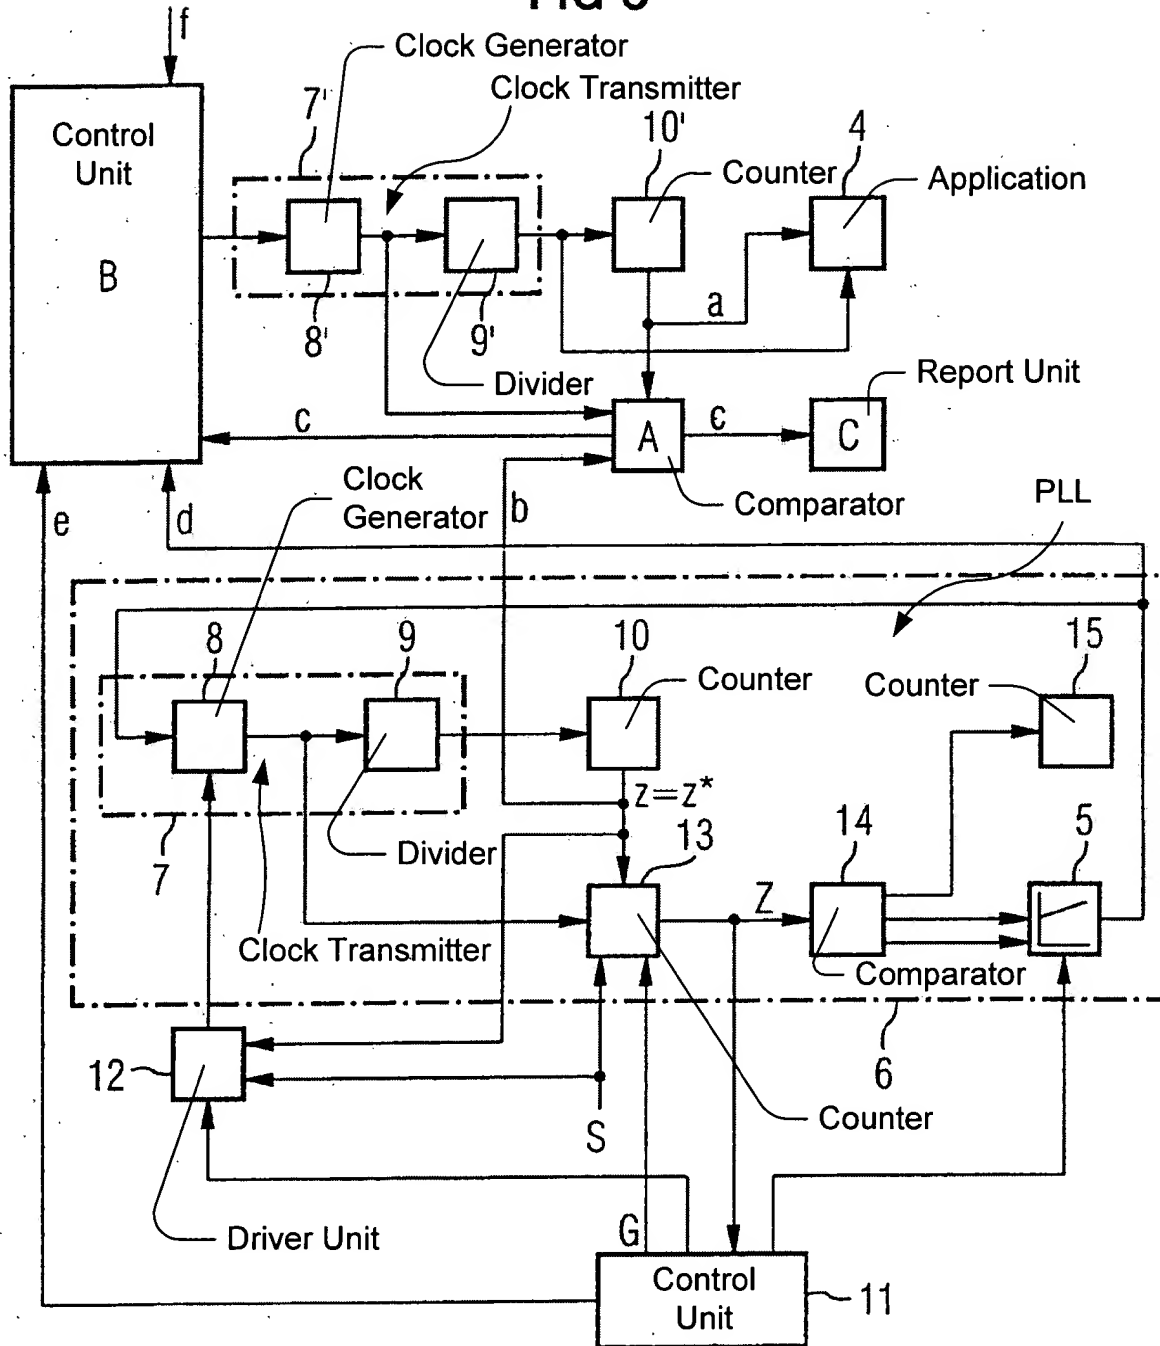 f
Clock Generator
Clock Transmitter
7'
10'
4
Control
Unit
Counter
Application
B
8'
9'
a
Divider
Report Unit
c
A
c
C
Clock
Generator
b
Comparator
PLL
e
d
8
9
10
15
Counter
Counter
z=z*
13
14
5
7
Divider
Z
Clock Transmitter
Comparator
12
6
S
Counter
G
Driver Unit
Control
Unit
11